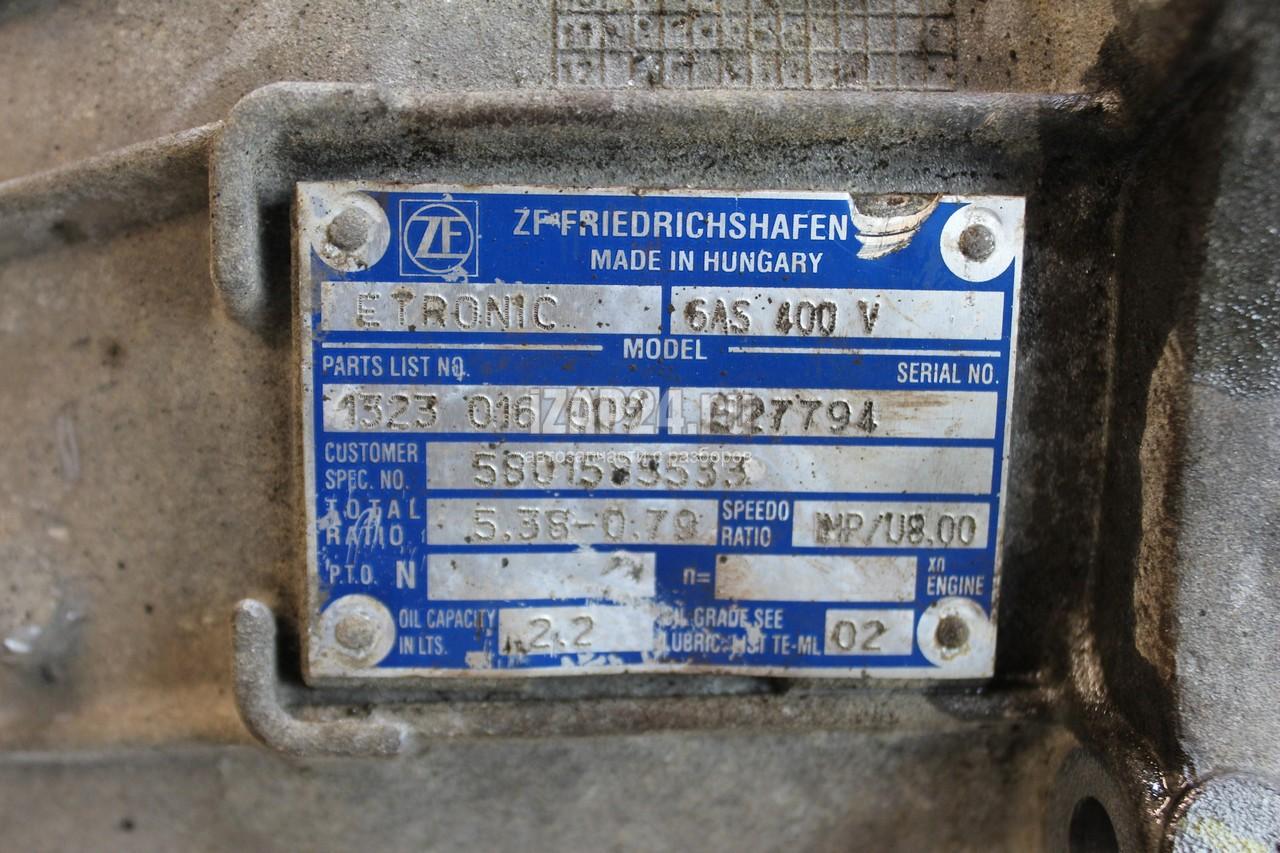 ZF
ZF FRIEDRICHSHAFEN
MADE IN HUNGARY
ETRONIC 6AS 400 V
MODEL
PARTS LIST NO. SERIAL NO.
1323 016 009
CUSTOMER
SPEC. NO.
TOTAL
RATIO 5.38-0.79 SPEEDO
RATIO IMP/U8.00
P.T.O. N n= xn
ENGINE
OIL CAPACITY
IN LTS. 2.2 OIL GRADE SEE
LUBRIC. LIST TE-ML 02
автозапчасти с разборов